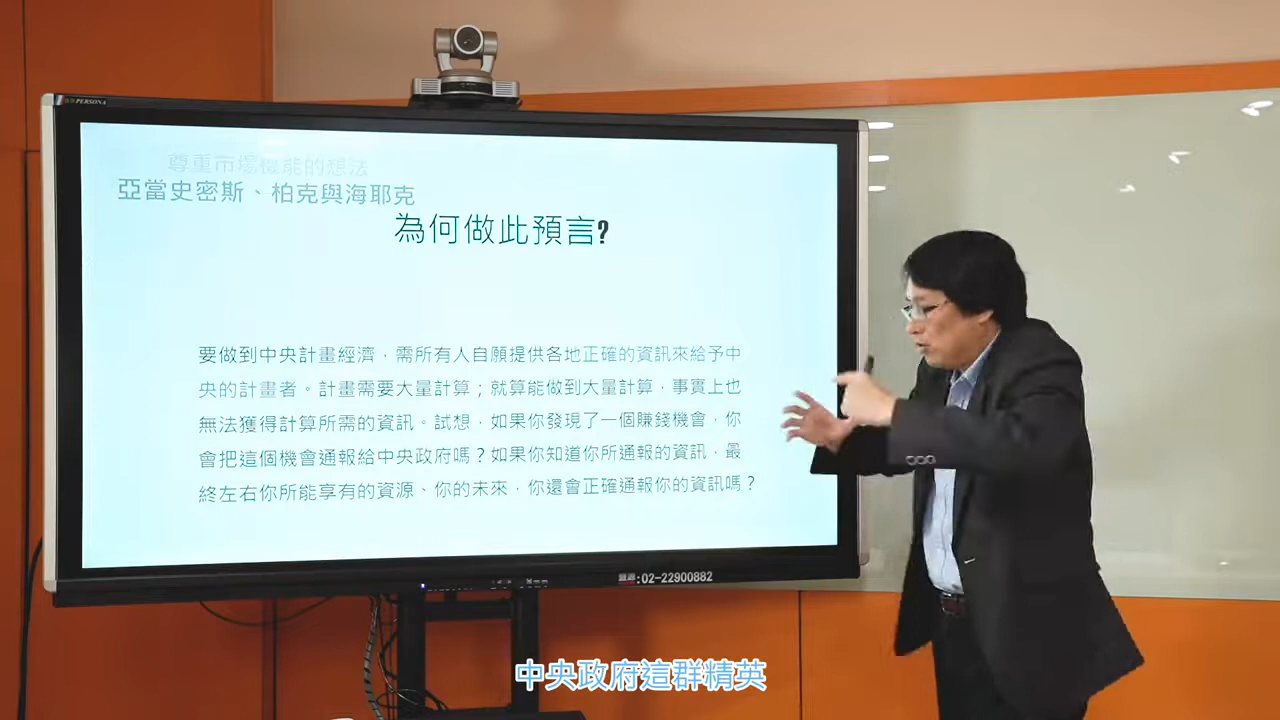 PERSONA
尊重市場機能的想法
亞當史密斯、柏克與海耶克
為何做此預言?
要做到中央計畫經濟，需所有人自願提供各地正確的資訊來給予中
央的計畫者。計畫需要大量計算；就算能做到大量計算，事實上也
無法獲得計算所需的資訊。試想，如果你發現了一個賺錢機會，你
會把這個機會通報給中央政府嗎？如果你知道你所通報的資訊，最
終左右你所能享有的資源、你的未來，你還會正確通報你的資訊嗎？
:02-22900882
中央政府這群精英